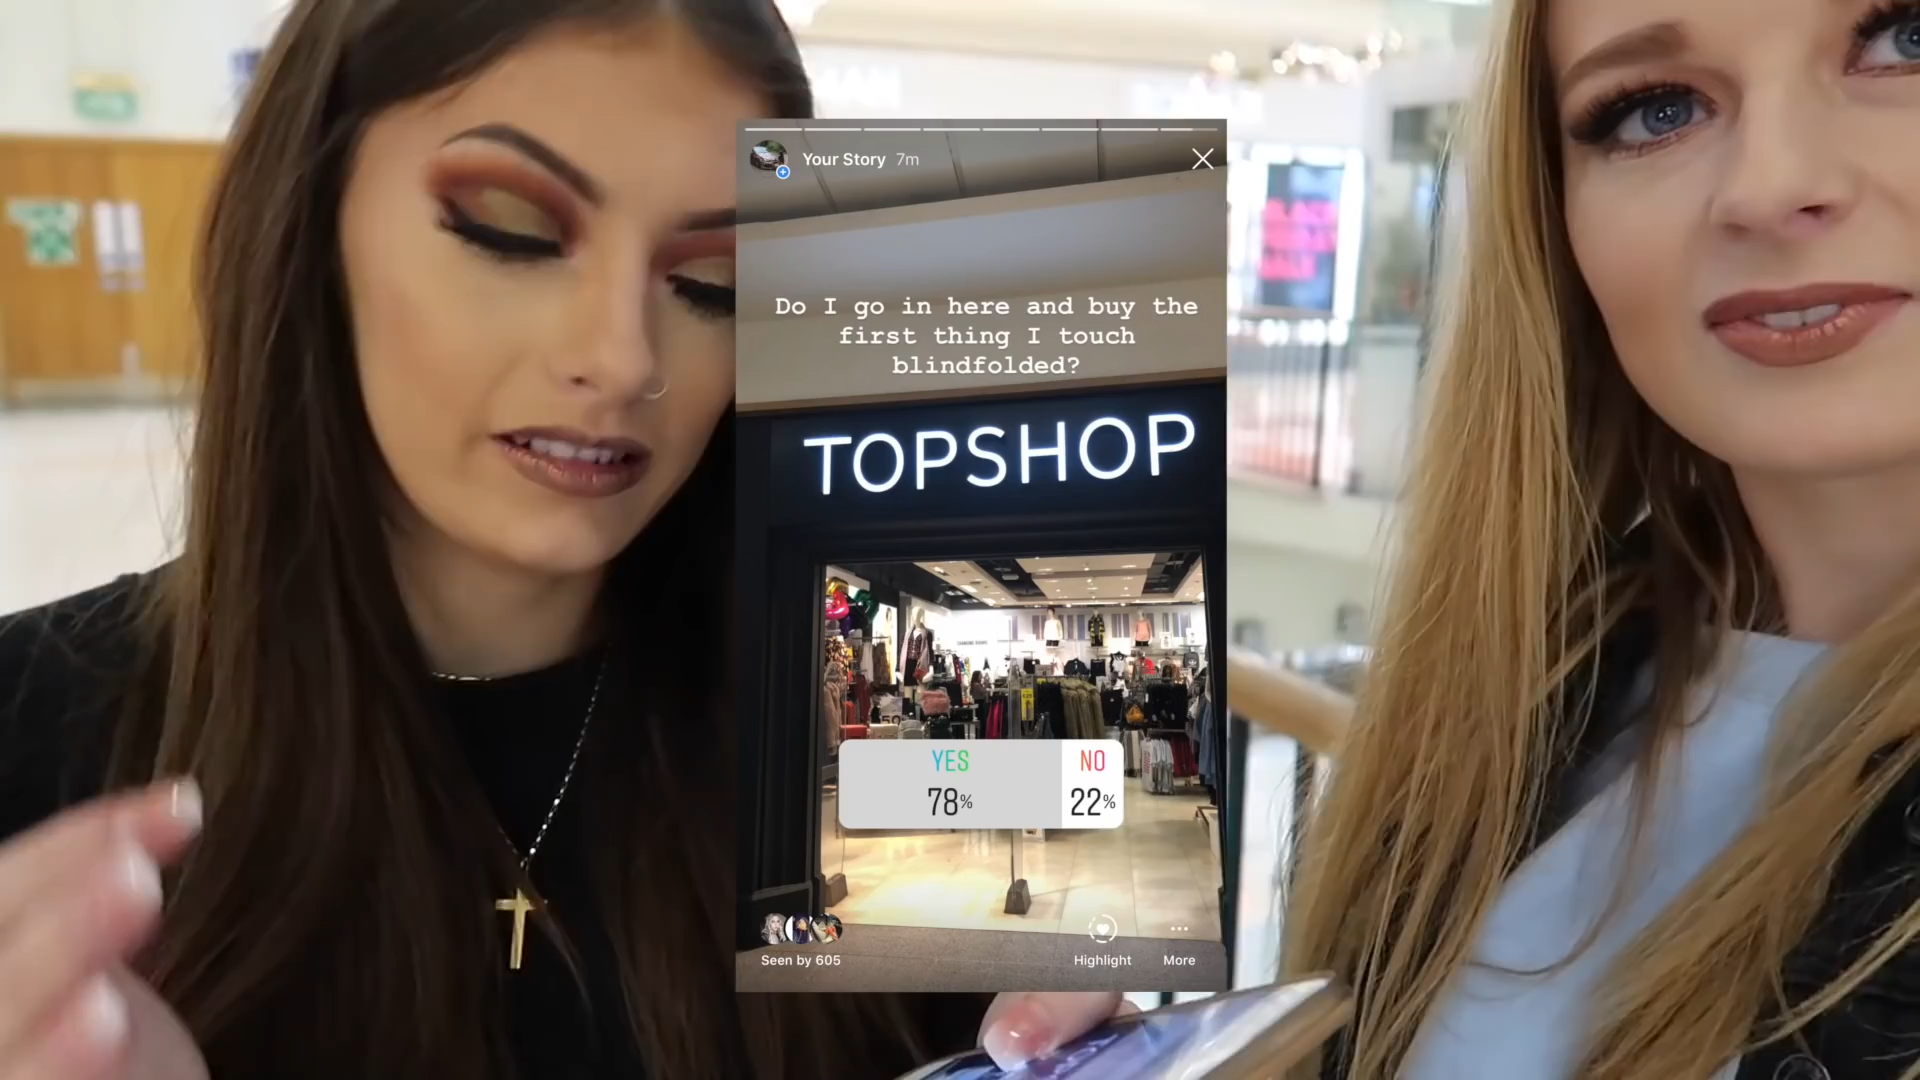 Your Story 7m
Do I go in here and buy the
first thing I touch
blindfolded?
TOPSHOP
YES
78%
NO
22%
Seen by 605
Highlight
More